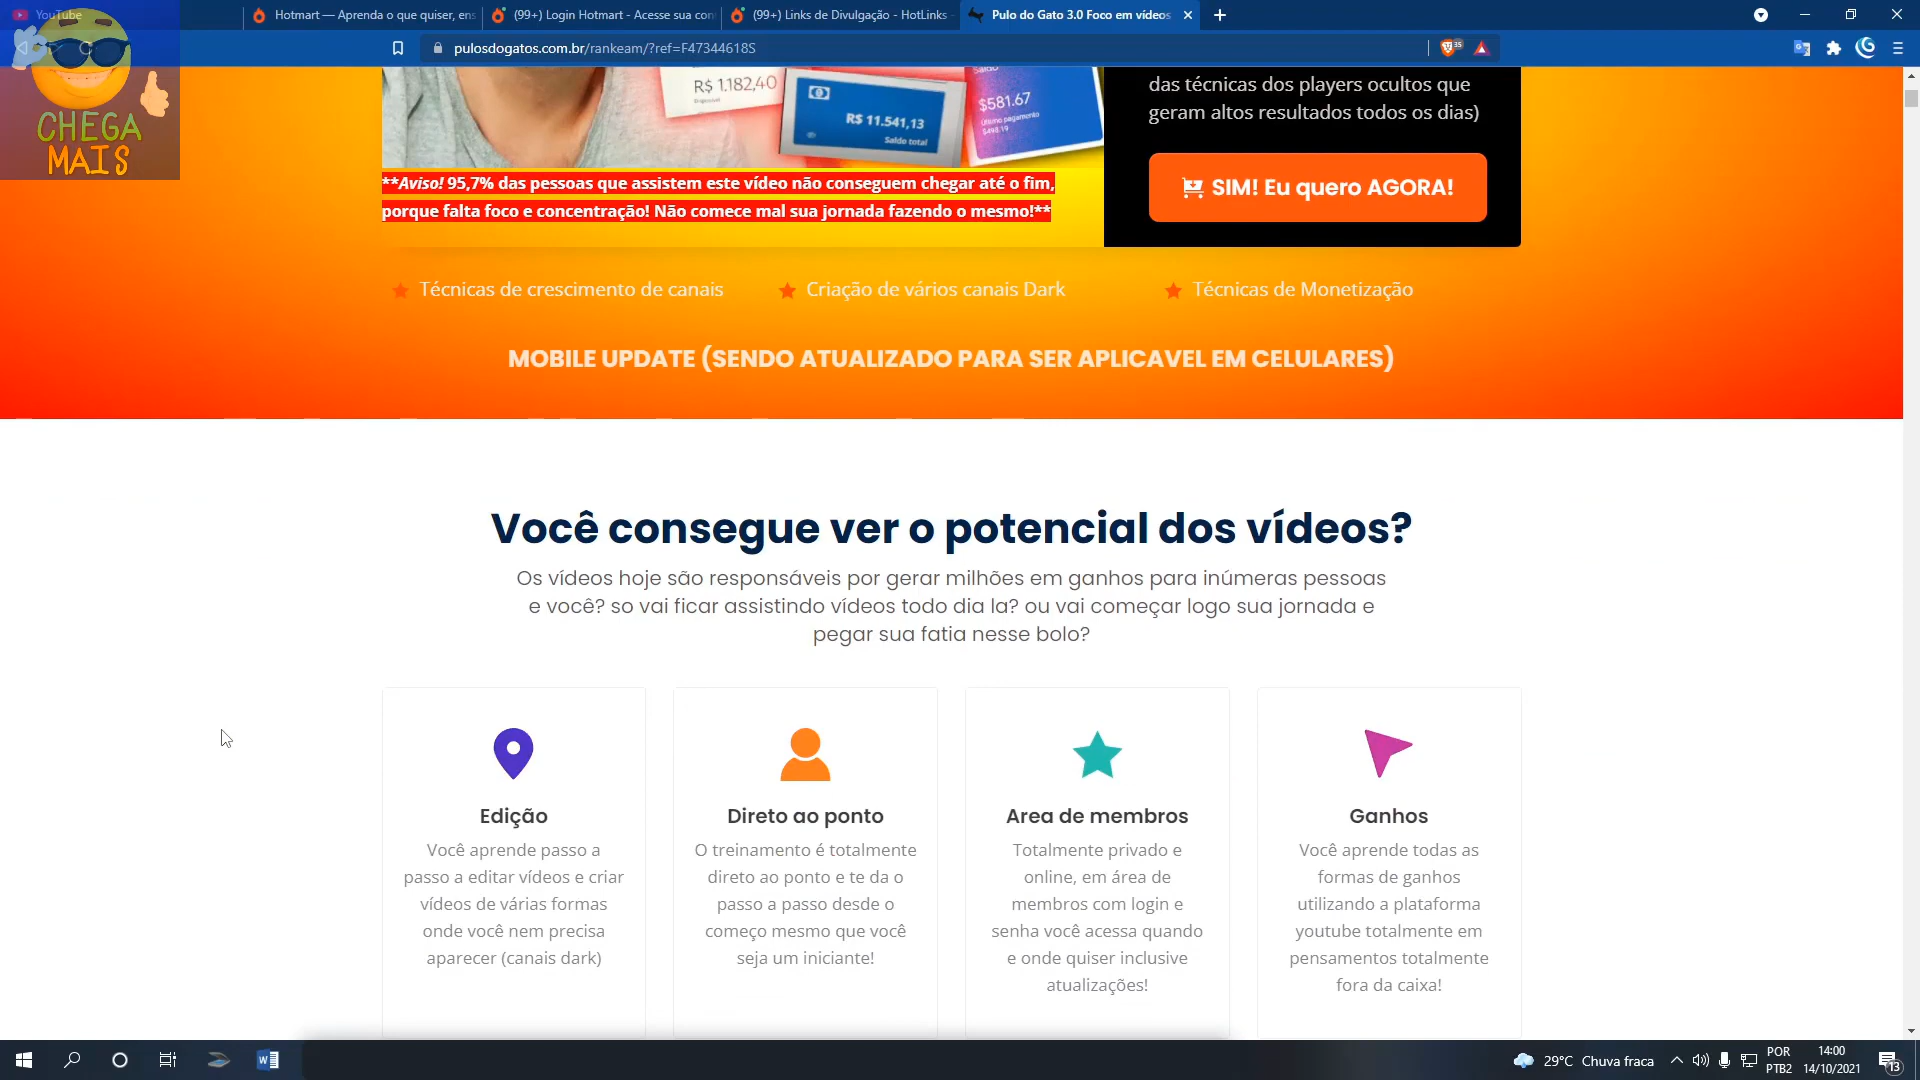 YouTube
Hotmart — Aprenda o que quiser, ens
(99+) Login Hotmart - Acesse sua con
(99+) Links de Divulgação - HotLinks -
Pulo do Gato 3.0 Foco em vídeos
pulosdogatos.com.br/rankeam/?ref=F47344618S
35
CHEGA
MAIS
R$ 1.182,40
R$ 11.541,13
Saldo total
Saldo
$581.67
Último pagamento
$498.19
das técnicas dos players ocultos que
geram altos resultados todos os dias)
SIM! Eu quero AGORA!
**Aviso! 95,7% das pessoas que assistem este vídeo não conseguem chegar até o fim,
porque falta foco e concentração! Não comece mal sua jornada fazendo o mesmo!**
Técnicas de crescimento de canais
Criação de vários canais Dark
Técnicas de Monetização
MOBILE UPDATE (SENDO ATUALIZADO PARA SER APLICAVEL EM CELULARES)
Você consegue ver o potencial dos vídeos?
Os vídeos hoje são responsáveis por gerar milhões em ganhos para inúmeras pessoas
e você? so vai ficar assistindo vídeos todo dia la? ou vai começar logo sua jornada e
pegar sua fatia nesse bolo?
Edição
Você aprende passo a
passo a editar vídeos e criar
vídeos de várias formas
onde você nem precisa
aparecer (canais dark)
Direto ao ponto
O treinamento é totalmente
direto ao ponto e te da o
passo a passo desde o
começo mesmo que você
seja um iniciante!
Area de membros
Totalmente privado e
online, em área de
membros com login e
senha você acessa quando
e onde quiser inclusive
atualizações!
Ganhos
Você aprende todas as
formas de ganhos
utilizando a plataforma
youtube totalmente em
pensamentos totalmente
fora da caixa!
29°C Chuva fraca
POR
PTB2
14:00
14/10/2021
13